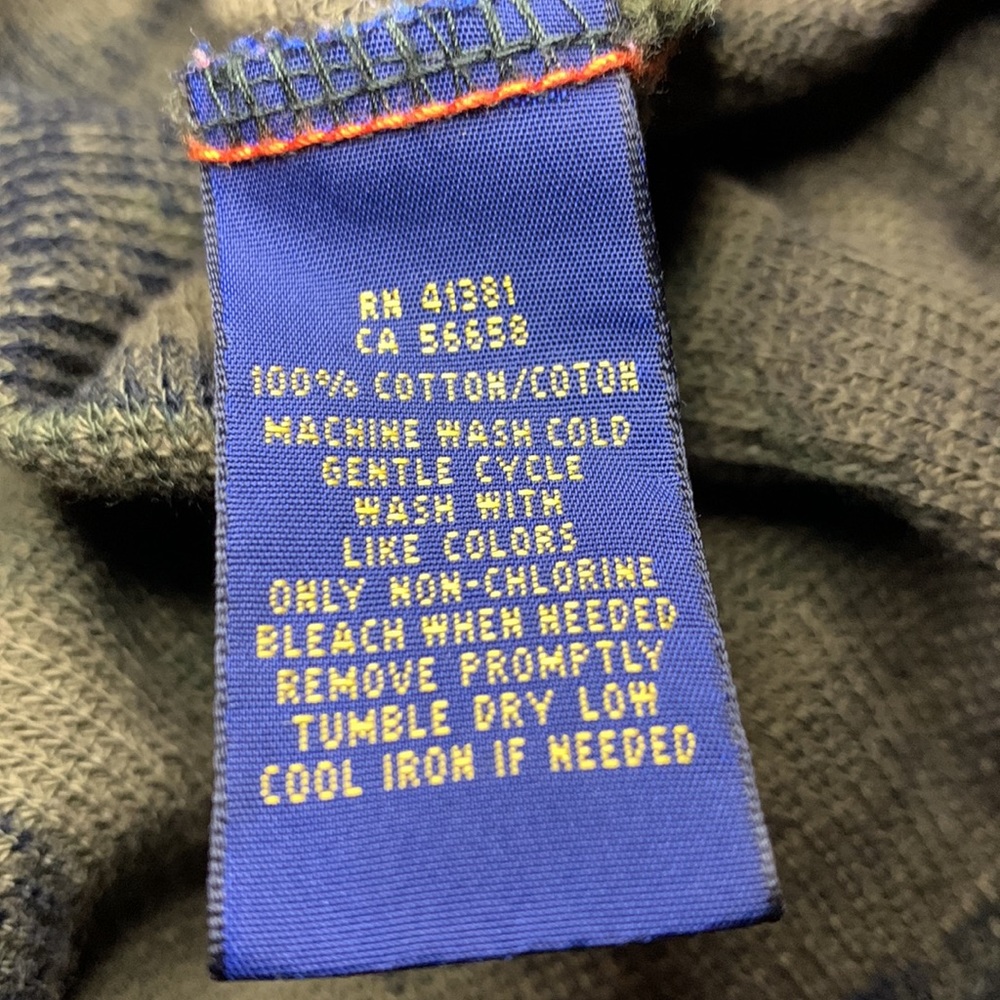 RN 41381
CA 56658
100% COTTON/COTON
MACHINE WASH COLD
GENTLE CYCLE
WASH WITH
LIKE COLORS
ONLY NON-CHLORINE
BLEACH WHEN NEEDED
REMOVE PROMPTLY
TUMBLE DRY LOW
COOL IRON IF NEEDED